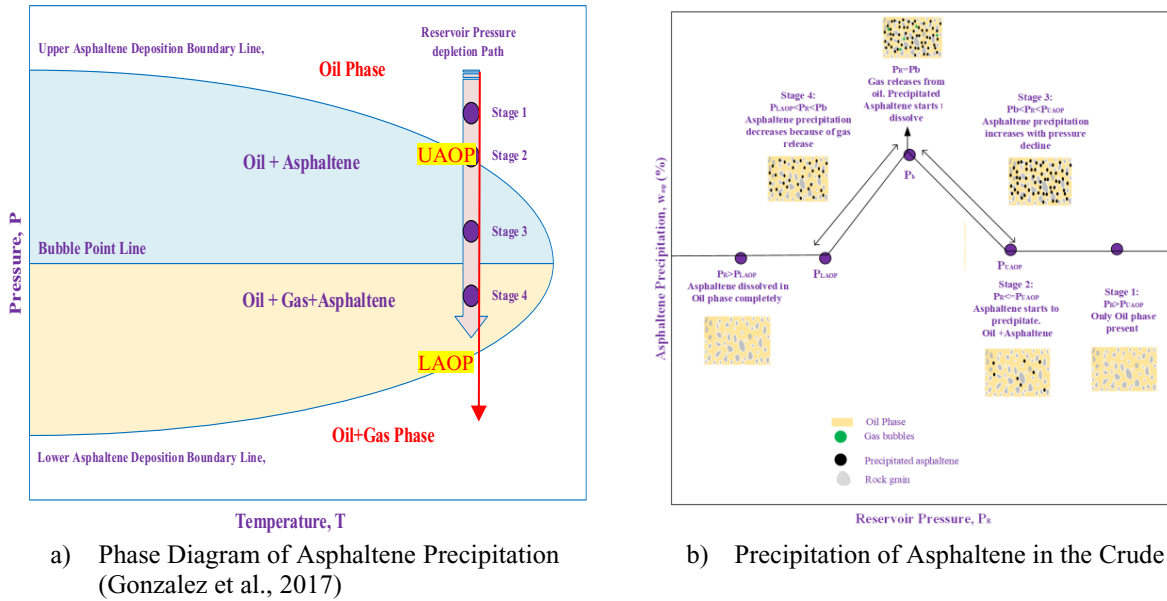 Upper Asphaltene Deposition Boundary Line,
Reservoir Pressure
depletion Path
Oil Phase
Stage 1
Oil + Asphaltene
UAOP
Stage 2
Stage 3
Bubble Point Line
Oil + Gas+Asphaltene
Stage 4
LAOP
Oil+Gas Phase
Lower Asphaltene Deposition Boundary Line,
Pressure, P
Temperature, T
a) Phase Diagram of Asphaltene Precipitation
(Gonzalez et al., 2017)
PR=Pb
Gas releases from
oil. Precipitated
Asphaltene starts
dissolve
Stage 4:
PLAOP<PR<Pb
Asphaltene precipitation
decreases because of gas
release
Stage 3:
Pb<PR<PUAOP
Asphaltene precipitation
increases with pressure
decline
Pb
PLAOP
PUAOP
PR>PLAOP
Asphaltene dissolved in
Oil phase completely
Stage 2:
PR<=PUAOP
Asphaltene starts to
precipitate.
Oil +Asphaltene
Stage 1:
PR>PUAOP
Only Oil phase
present
Oil Phase
Gas bubbles
Precipitated asphaltene
Rock grain
Asphaltene Precipitation, wasp (%)
Reservoir Pressure, PR
b) Precipitation of Asphaltene in the Crude